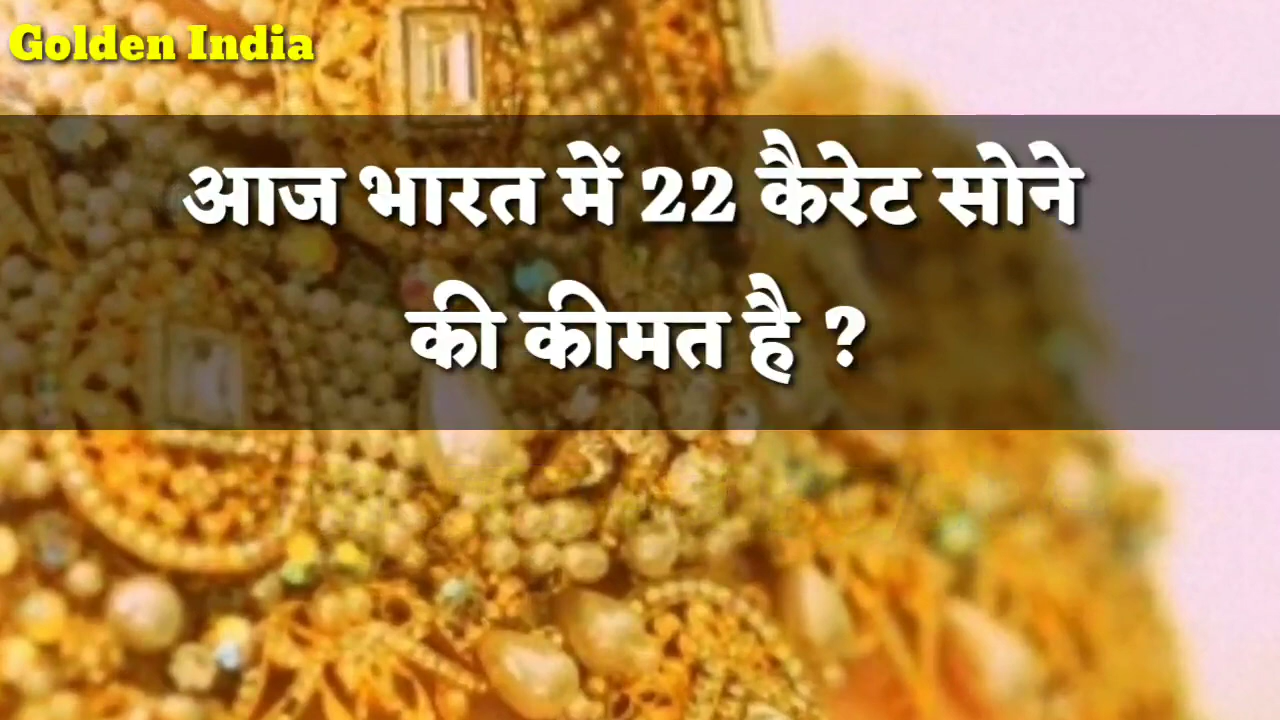 Golden India
आज भारत में 22 कैरेट सोने
की कीमत है ?